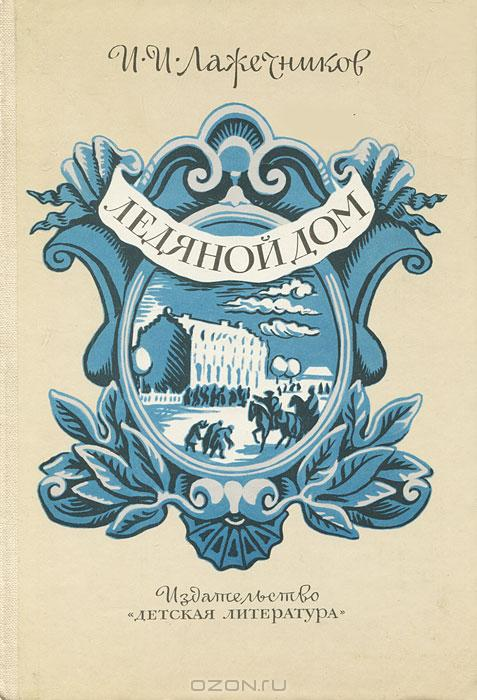 И·И·Лажечников
ЛЕДЯНОЙ ДОМ
Издательство
«ДЕТСКАЯ ЛИТЕРАТУРА»
OZON.RU